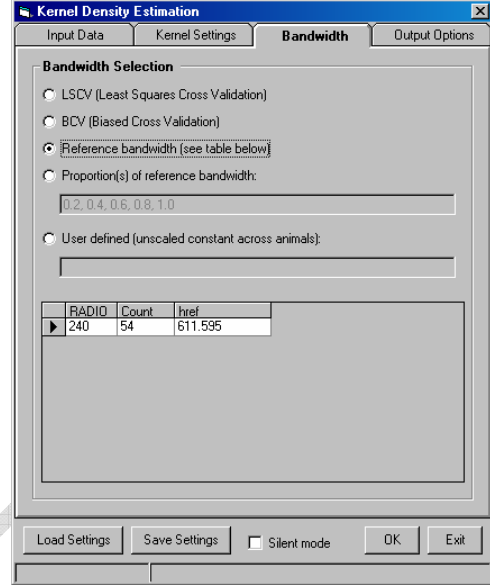 Kernel Density Estimation
Input Data Kernel Settings Bandwidth Output Options
Bandwidth Selection
LSCV (Least Squares Cross Validation)
BCV (Biased Cross Validation)
Reference bandwidth (see table below)
Proportion(s) of reference bandwidth:
0.2, 0.4, 0.6, 0.8, 1.0
User defined (unscaled constant across animals):
RADIO Count href
240 54 611.595
Load Settings Save Settings Silent mode OK Exit